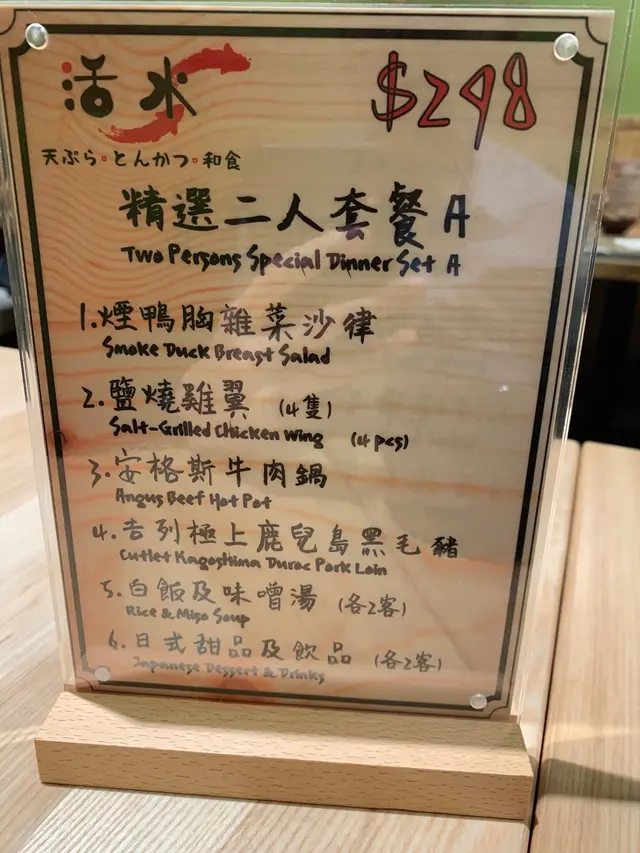 活水
$298
天ぷら・とんかつ・和食
精選二人套餐 A
Two Persons Special Dinner Set A
1.煙鴨胸雜菜沙律
Smoke Duck Breast Salad
2.鹽燒雞翼 (4隻)
Salt-Grilled Chicken Wing (4 pcs)
3.安格斯牛肉鍋
Angus Beef Hot Pot
4.吉列極上鹿兒島黑毛豬
Cutlet Kagoshima Duroc Pork Loin
5.白飯及味噌湯 (各2客)
Rice & Miso Soup
6.日式甜品及飲品 (各2客)
Japanese Dessert & Drinks